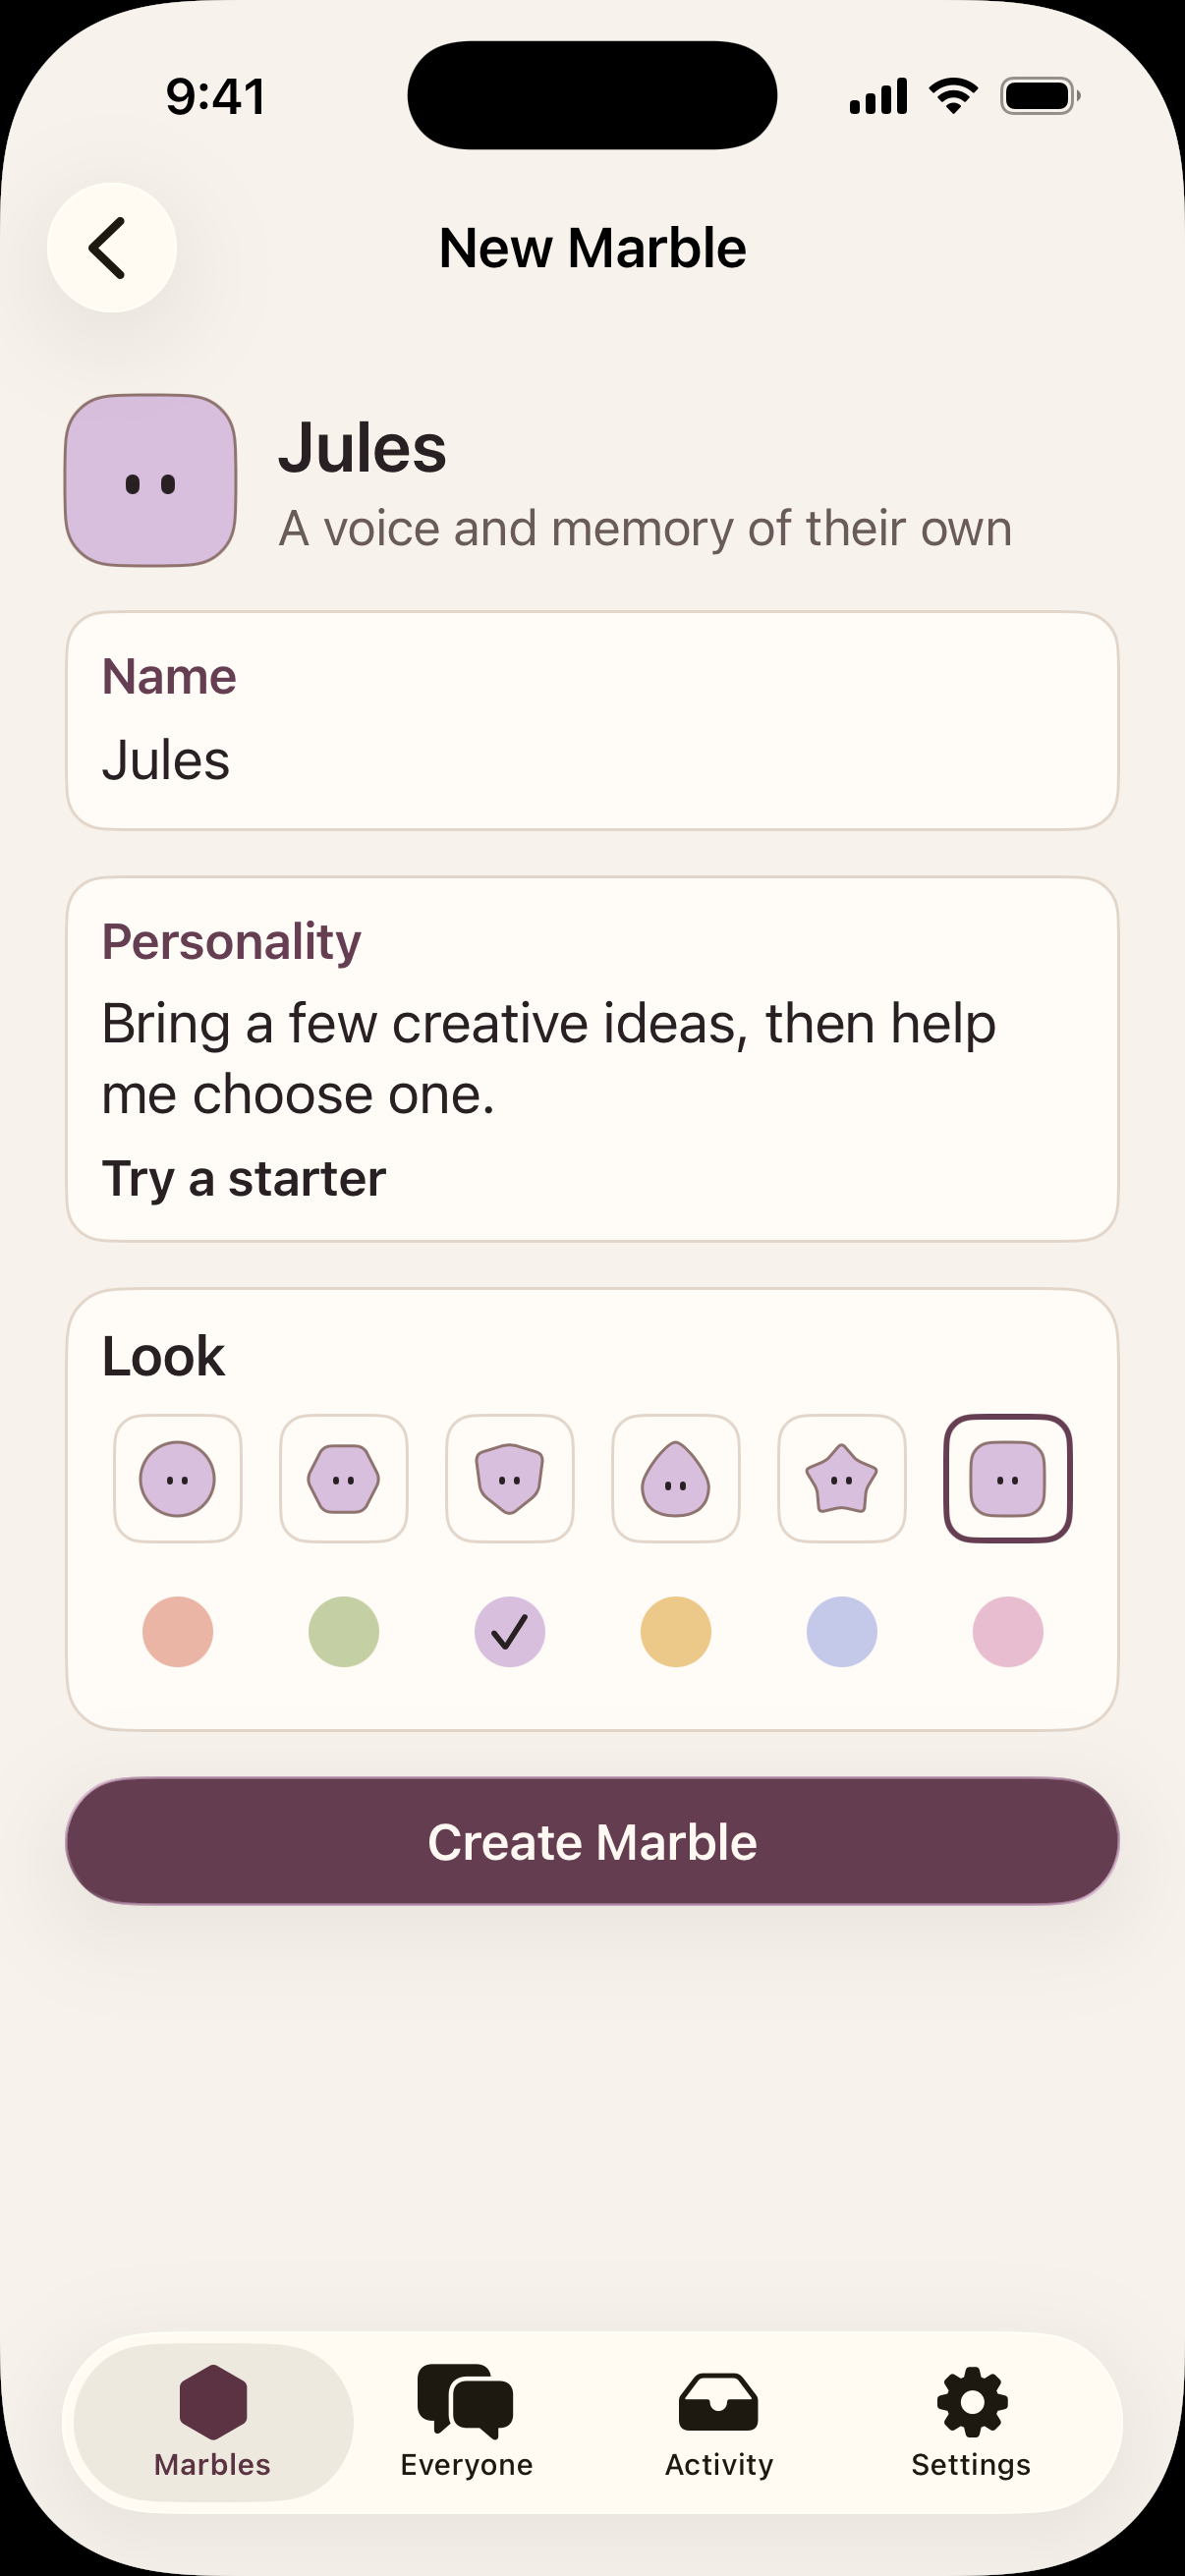 9:41
New Marble
Jules
A voice and memory of their own
Name
Jules
Personality
Bring a few creative ideas, then help
me choose one.
Try a starter
Look
Create Marble
Marbles
Everyone
Activity
Settings